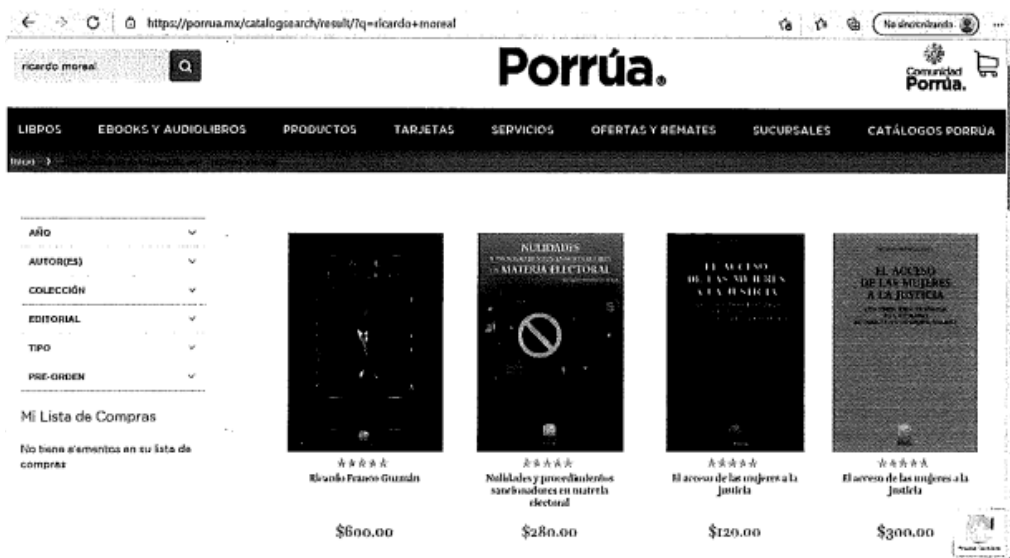 https://porrua.mx/catalogsearch/result/?q=ricardo+moreal
No sincronizando
ricardo moreal
Porrúa.
Comunidad
Porrúa.
LIBROS EBOOKS Y AUDIOLIBROS PRODUCTOS TARJETAS SERVICIOS OFERTAS Y REMATES SUCURSALES CATÁLOGOS PORRÚA
Inicio
AÑO
AUTOR(ES)
COLECCIÓN
EDITORIAL
TIPO
PRE-ORDEN
Mi Lista de Compras
No tiene elementos en su lista de
compras
NULIDADES
MATERIA ELECTORAL
EL ACCESO
DE LAS MUJERES
A LA JUSTICIA
EL ACCESO
DE LAS MUJERES
A LA JUSTICIA
Ricardo Franco Guzmán
$600.00
Nulidades y procedimientos
sancionadores en materia
electoral
$280.00
El acceso de las mujeres a la
justicia
$120.00
El acceso de las mujeres a la
justicia
$300.00